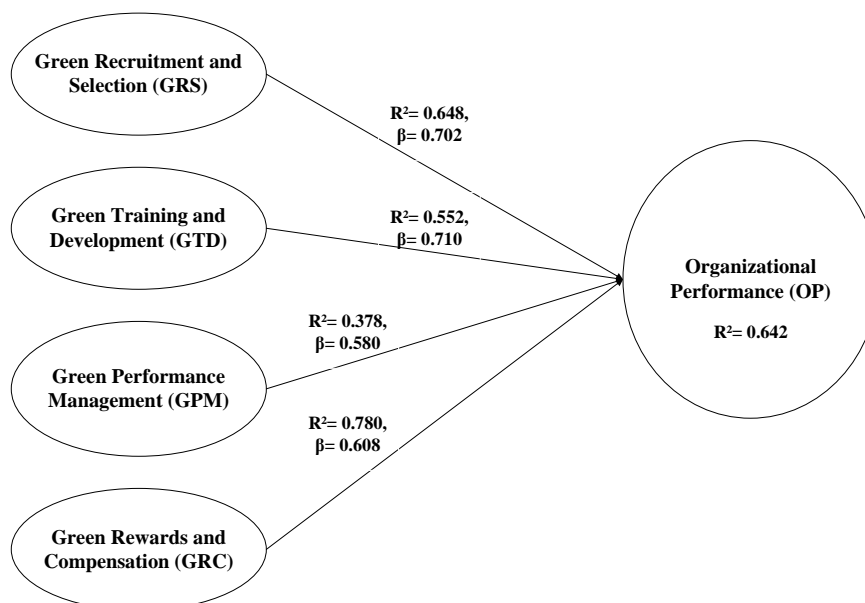 Green Recruitment and
Selection (GRS)
R²= 0.648,
β= 0.702
Green Training and
Development (GTD)
R²= 0.552,
β= 0.710
Organizational
Performance (OP)
R²= 0.642
R²= 0.378,
β= 0.580
Green Performance
Management (GPM)
R²= 0.780,
β= 0.608
Green Rewards and
Compensation (GRC)